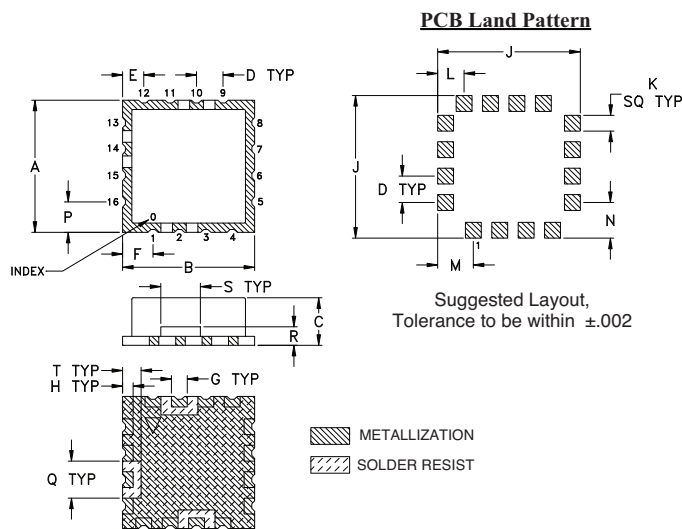 PCB Land Pattern
E
D TYP
12 11 10 9
13
14
15
16
8
7
6
5
A
P
0
1 2 3 4
F
INDEX
B
J
L
K
SQ TYP
J
D TYP
N
1
M
Suggested Layout,
Tolerance to be within ±.002
S TYP
C
R
T TYP
H TYP
G TYP
Q TYP
METALLIZATION
SOLDER RESIST